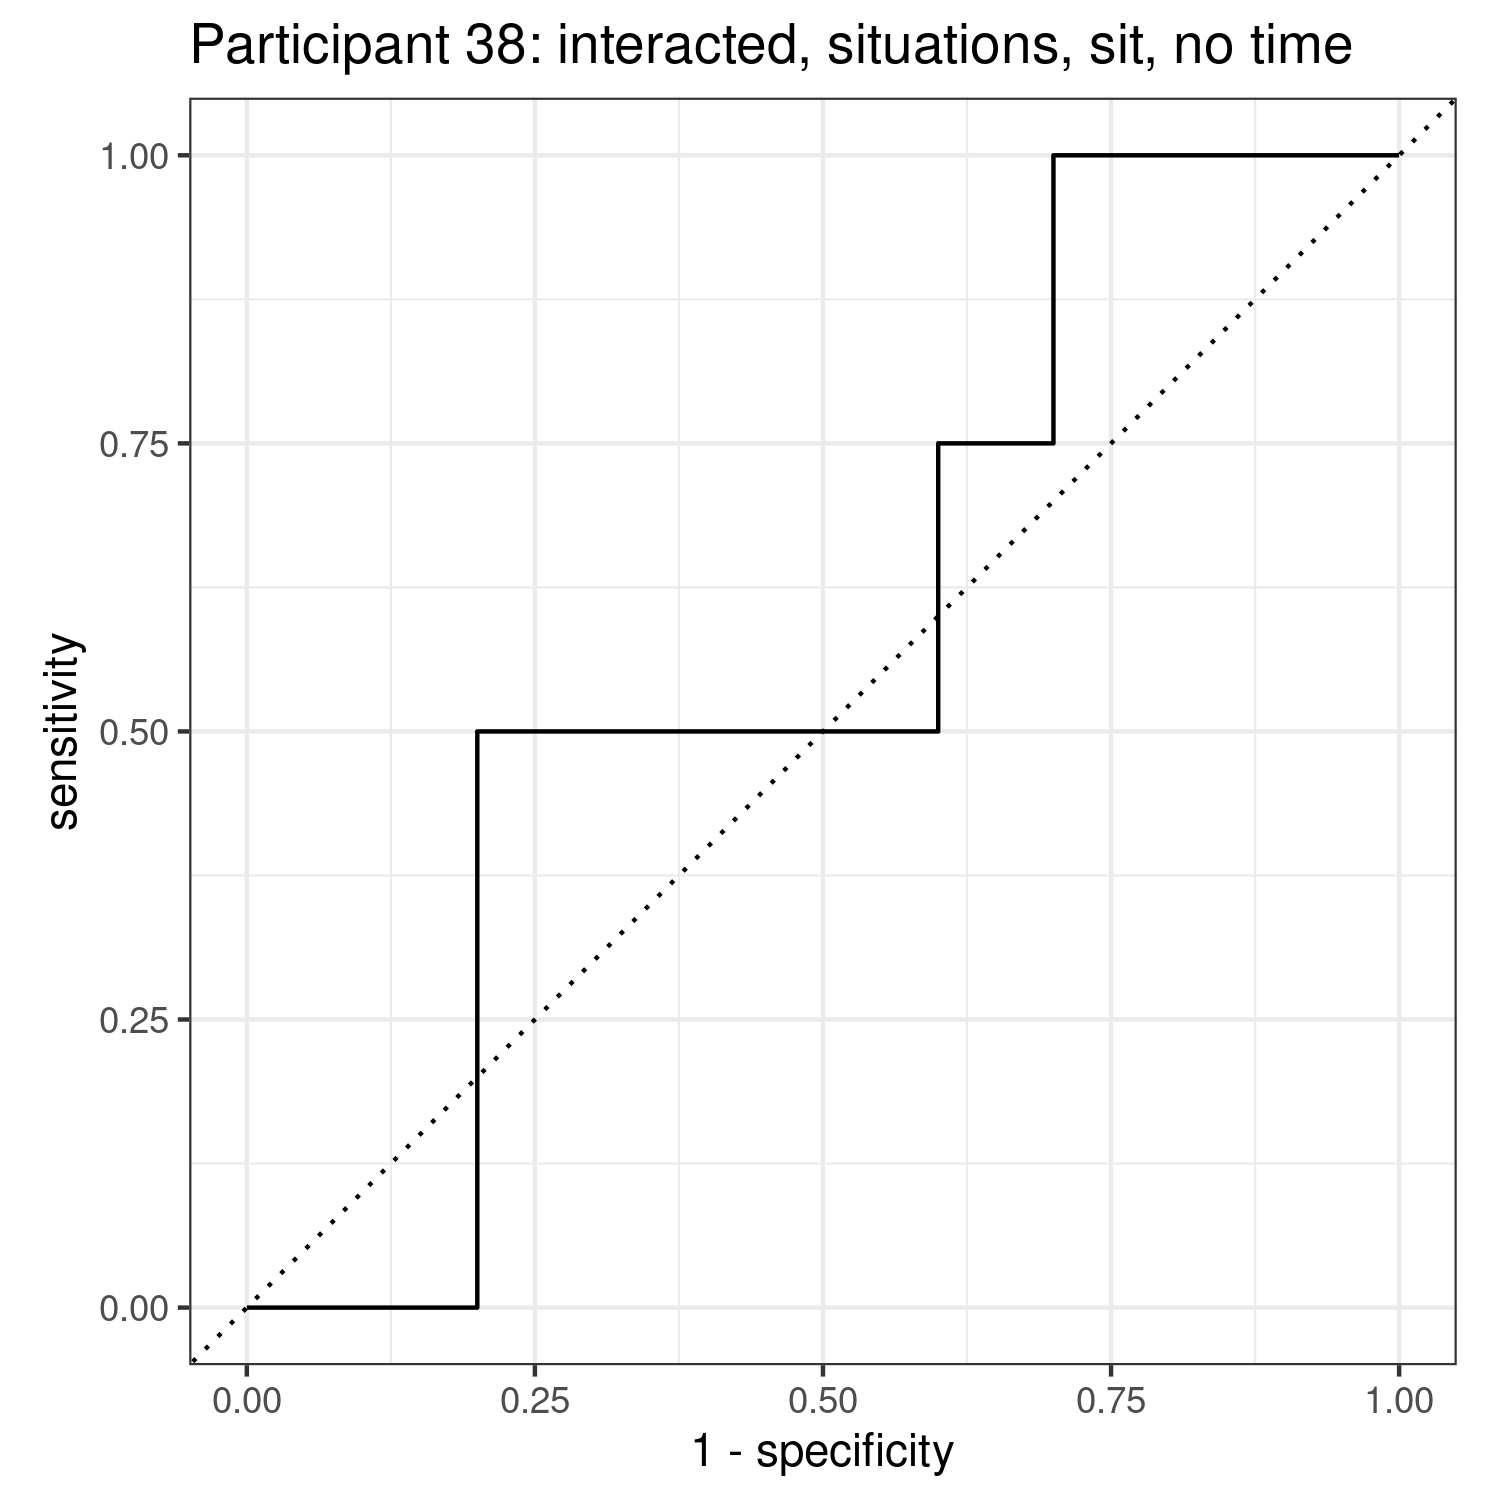 Participant 38: interacted, situations, sit, no time
1.00
0.75
0.50
0.25
0.00
sensitivity
0.00 0.25 0.50 0.75 1.00
1 - specificity